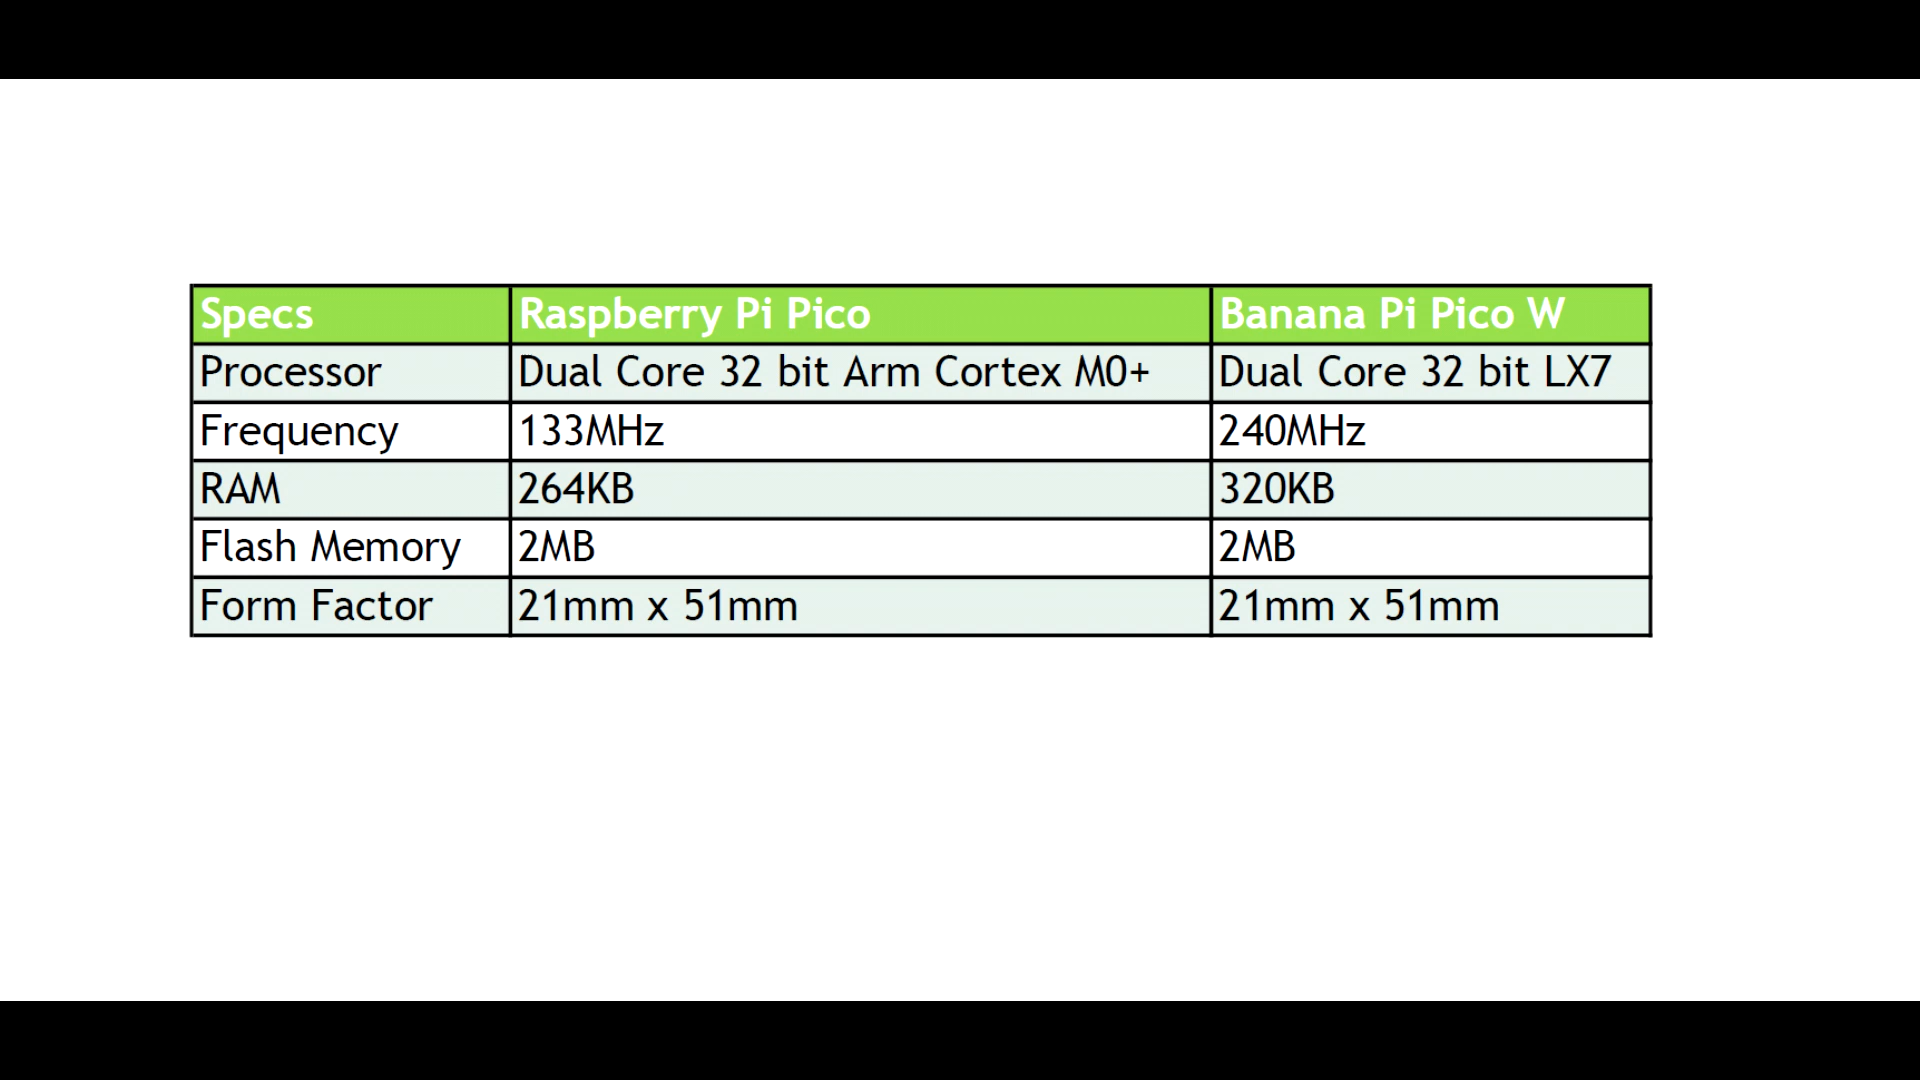 Specs Raspberry Pi Pico Banana Pi Pico W
Processor Dual Core 32 bit Arm Cortex M0+ Dual Core 32 bit LX7
Frequency 133MHz 240MHz
RAM 264KB 320KB
Flash Memory 2MB 2MB
Form Factor 21mm x 51mm 21mm x 51mm